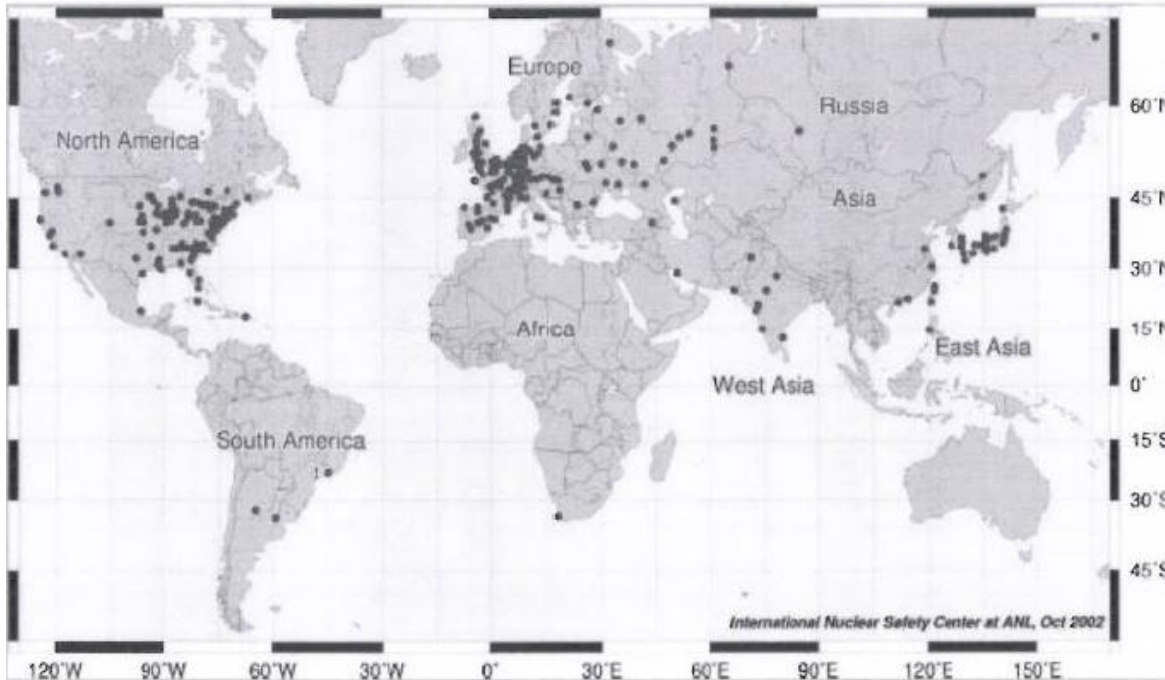 Europe
60°N
Russia
North America
Asia
45°N
30°N
Africa
15°N
East Asia
West Asia
0°
South America
15°S
30°S
45°S
International Nuclear Safety Center at ANL, Oct 2002
120°W 90°W 60°W 30°W 0° 30°E 60°E 90°E 120°E 150°E